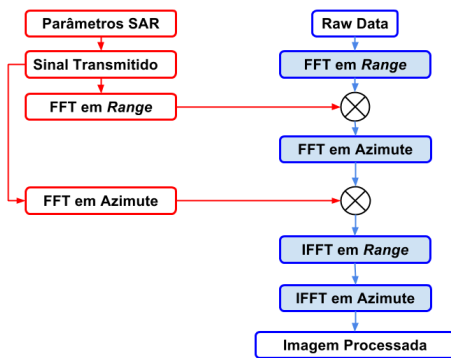 Parâmetros SAR
Raw Data
Sinal Transmitido
FFT em Range
FFT em Range
FFT em Azimute
FFT em Azimute
IFFT em Range
IFFT em Azimute
Imagem Processada